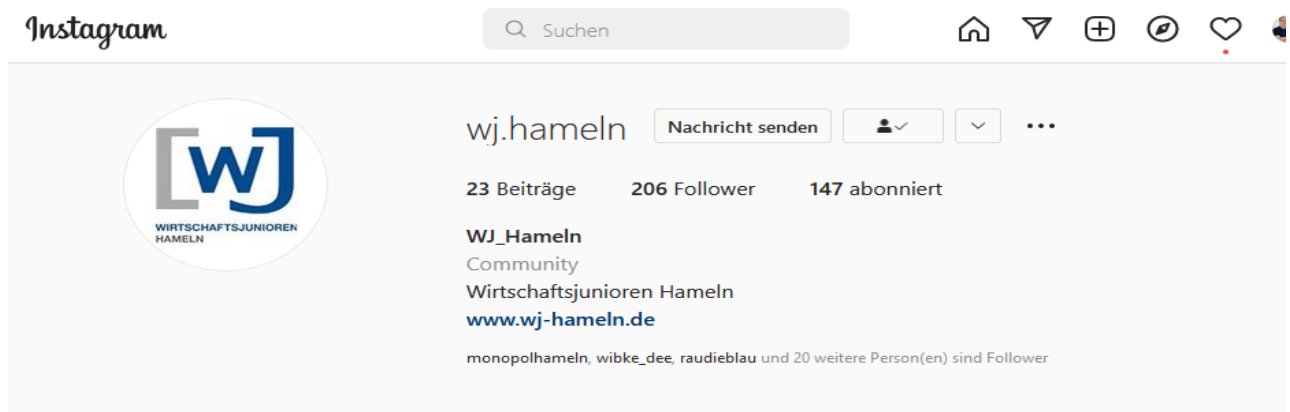 Instagram
Suchen
WJ
WIRTSCHAFTSJUNIOREN
HAMELN
wj.hameln Nachricht senden
23 Beiträge 206 Follower 147 abonniert
WJ_Hameln
Community
Wirtschaftsjunioren Hameln
www.wj-hameln.de
monopolhameln, wibke_dee, raudieblau und 20 weitere Person(en) sind Follower